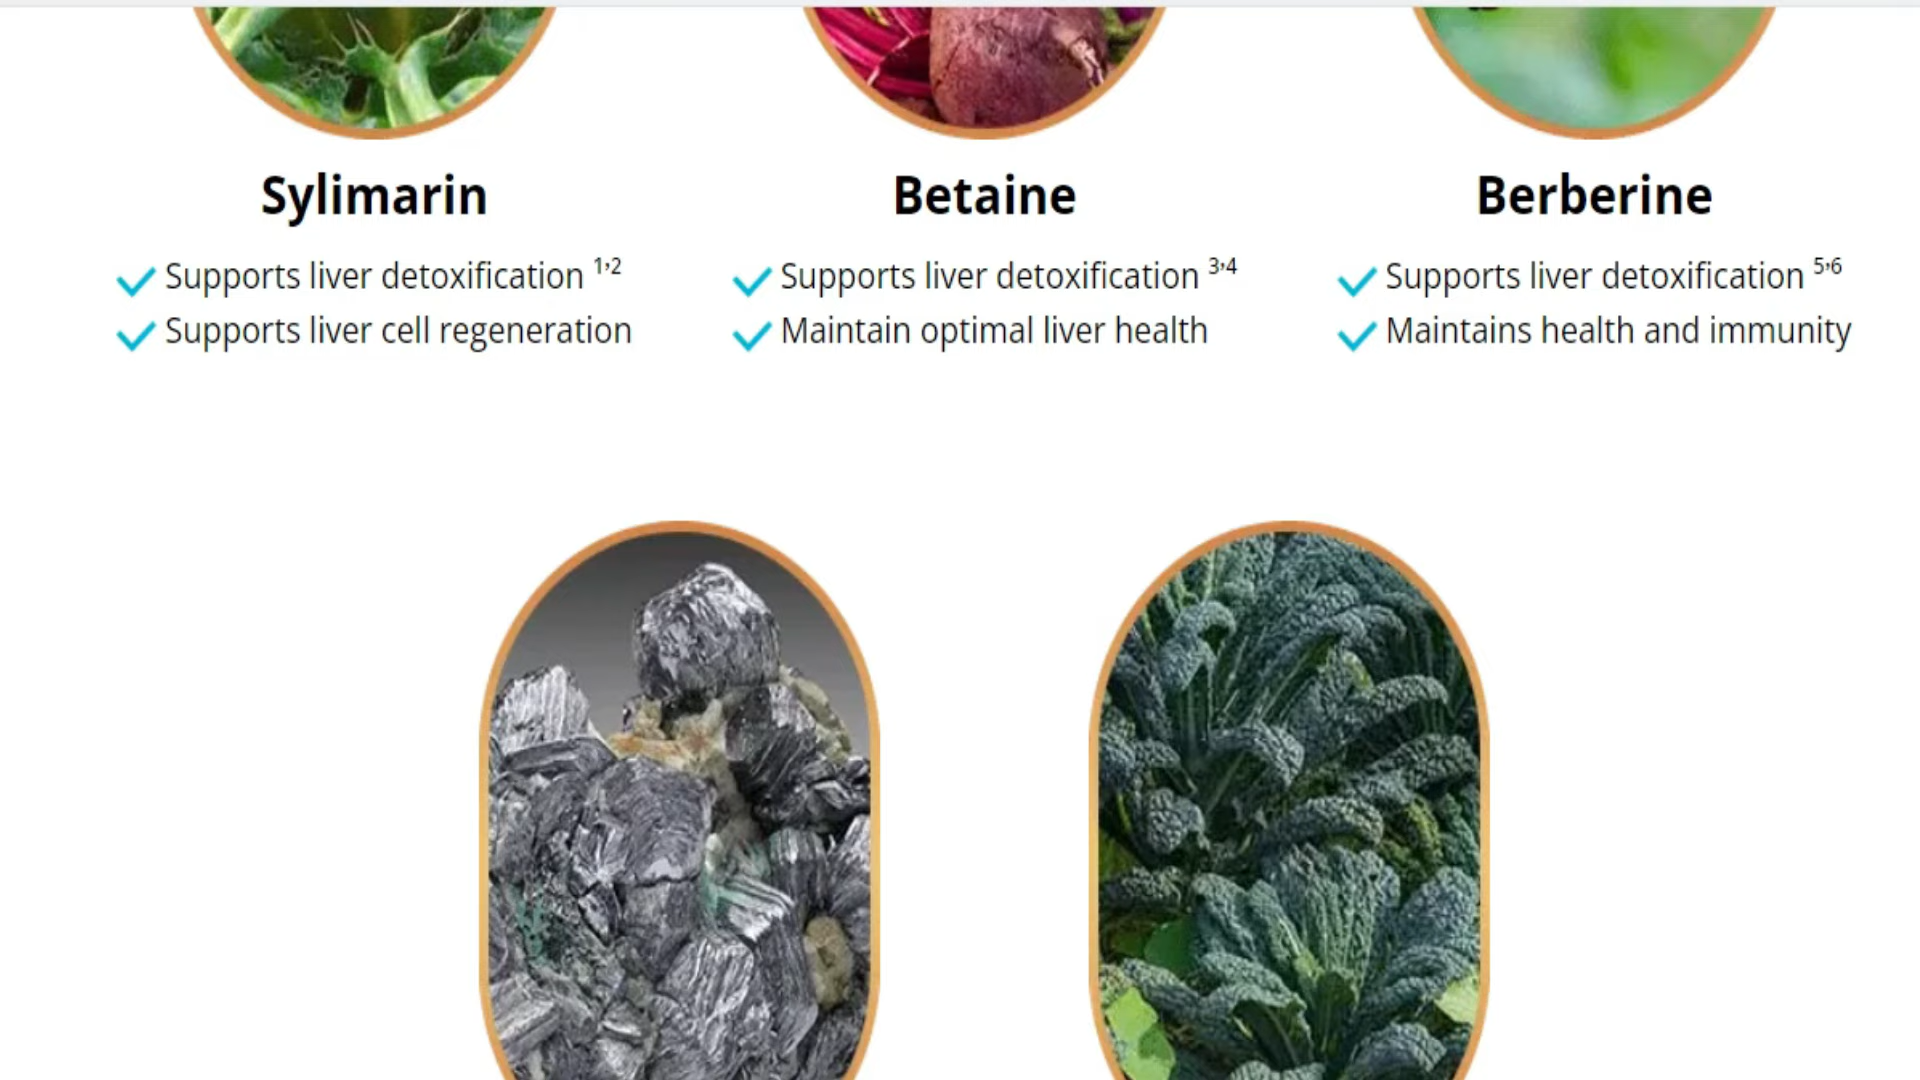 Sylimarin
Supports liver detoxification 1,2
Supports liver cell regeneration
Betaine
Supports liver detoxification 3,4
Maintain optimal liver health
Berberine
Supports liver detoxification 5,6
Maintains health and immunity